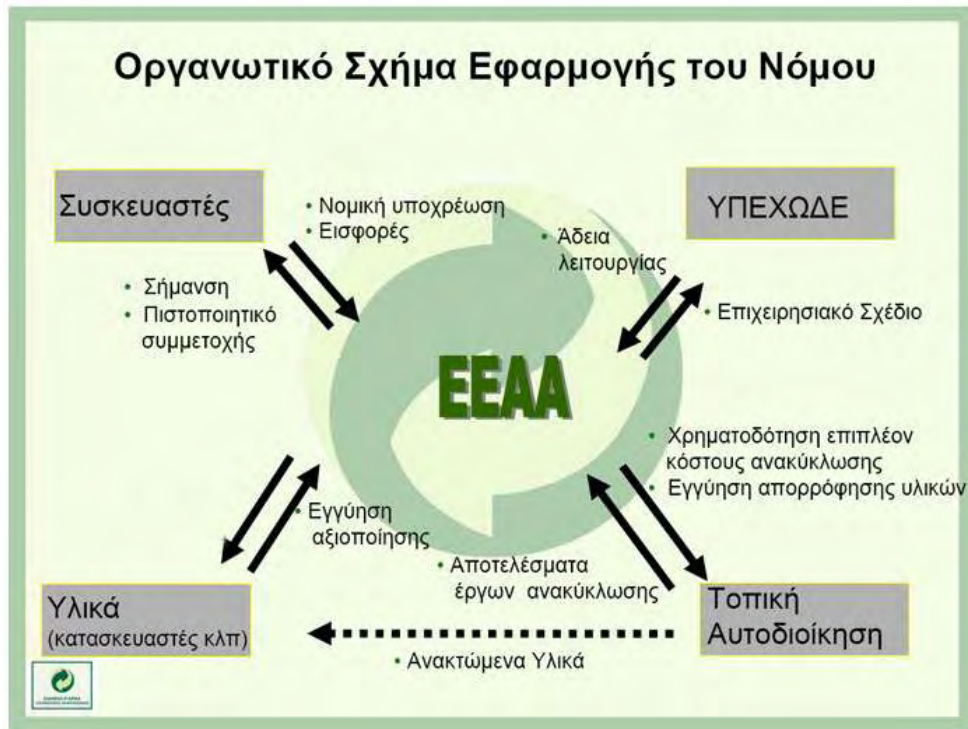 Οργανωτικό Σχήμα Εφαρμογής του Νόμου
Συσκευαστές
• Νομική υποχρέωση
• Εισφορές
ΥΠΕΧΩΔΕ
• Άδεια
λειτουργίας
• Σήμανση
• Πιστοποιητικό
συμμετοχής
• Επιχειρησιακό Σχέδιο
ΕΕΑΑ
• Χρηματοδότηση επιπλέον
κόστους ανακύκλωσης
• Εγγύηση απορρόφησης υλικών
• Εγγύηση
αξιοποίησης
• Αποτελέσματα
έργων ανακύκλωσης
Υλικά
(κατασκευαστές κλπ)
Τοπική
Αυτοδιοίκηση
• Ανακτώμενα Υλικά